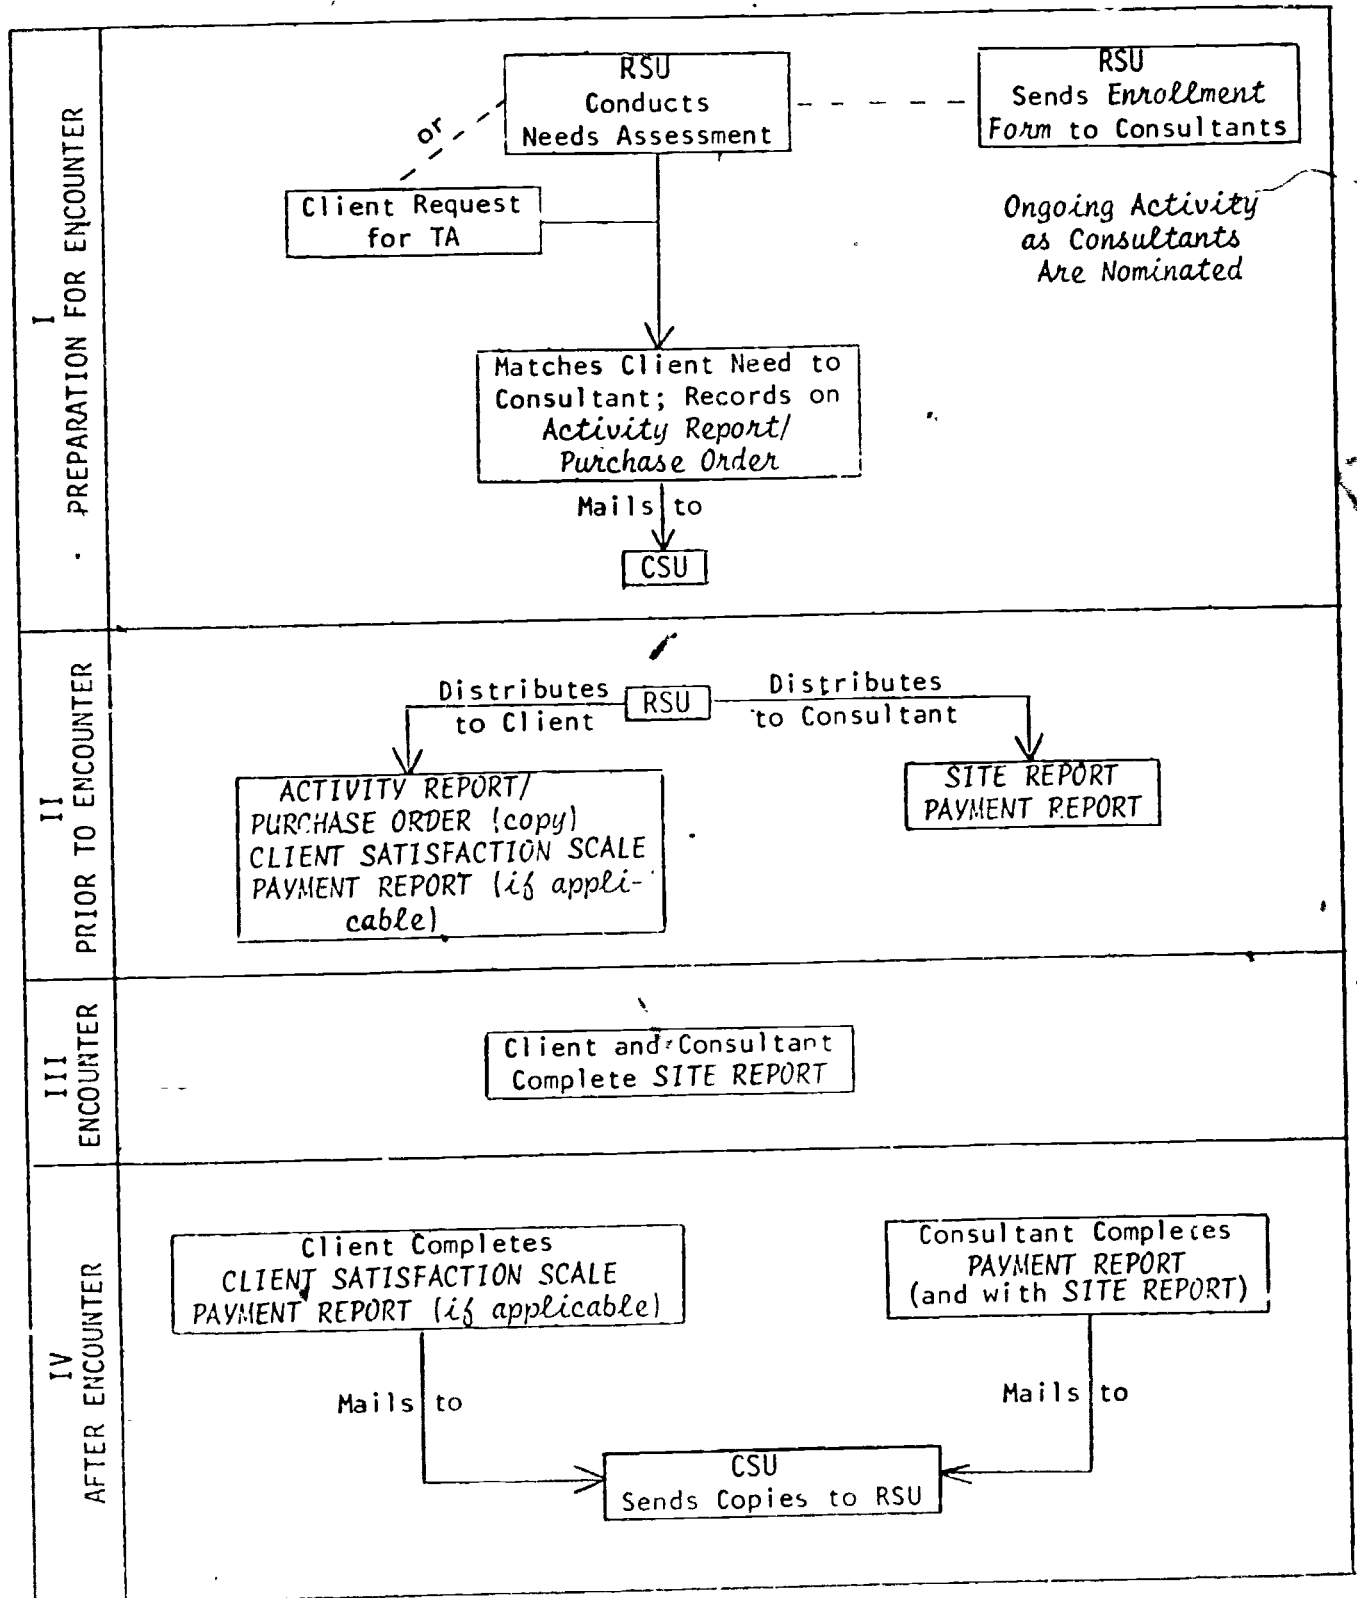 I
PREPARATION FOR ENCOUNTER
RSU
Conducts
Needs Assessment
RSU
Sends Enrollment
Form to Consultants
or
Client Request
for TA
Ongoing Activity
as Consultants
Are Nominated
Matches Client Need to
Consultant; Records on
Activity Report/
Purchase Order
Mails to
CSU
II
PRIOR TO ENCOUNTER
Distributes
to Client
RSU
Distributes
to Consultant
ACTIVITY REPORT/
PURCHASE ORDER (copy)
CLIENT SATISFACTION SCALE
PAYMENT REPORT (if appli-
cable)
SITE REPORT
PAYMENT REPORT
III
ENCOUNTER
Client and Consultant
Complete SITE REPORT
IV
AFTER ENCOUNTER
Client Completes
CLIENT SATISFACTION SCALE
PAYMENT REPORT (if applicable)
Consultant Completes
PAYMENT REPORT
(and with SITE REPORT)
Mails to
Mails to
CSU
Sends Copies to RSU